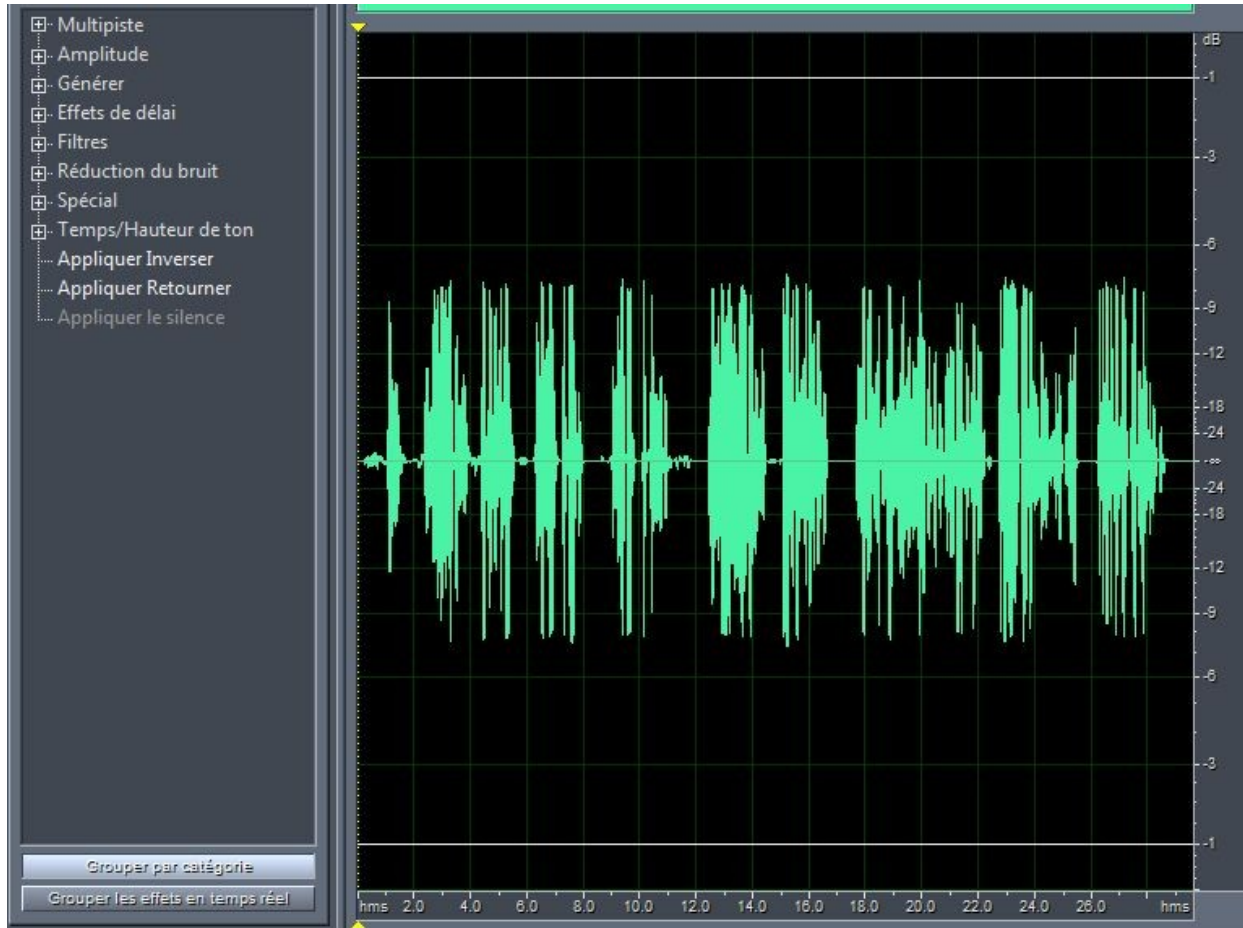 Multipiste
Amplitude
Générer
Effets de délai
Filtres
Réduction du bruit
Spécial
Temps/Hauteur de ton
Appliquer Inverser
Appliquer Retourner
Appliquer le silence
Grouper par catégorie
Grouper les effets en temps réel
dB
-1
-3
-6
-9
-12
-18
-24
-∞
-24
-18
-12
-9
-6
-3
-1
hms 2.0 4.0 6.0 8.0 10.0 12.0 14.0 16.0 18.0 20.0 22.0 24.0 26.0 hms